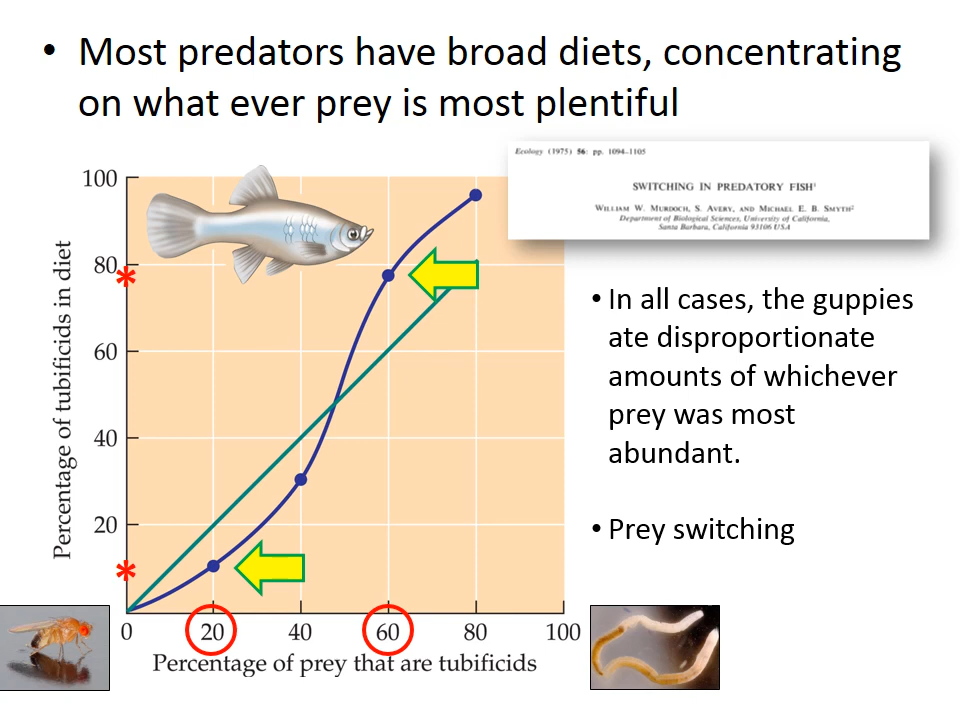 • Most predators have broad diets, concentrating
on what ever prey is most plentiful
Ecology (1975) 56: pp. 1094–1105
SWITCHING IN PREDATORY FISH¹
WILLIAM W. MURDOCH, S. AVERY, AND MICHAEL E. B. SMYTH²
Department of Biological Sciences, University of California,
Santa Barbara, California 93106 USA
Percentage of tubificids in diet
100
80
*
60
40
20
*
0 20 40 60 80 100
Percentage of prey that are tubificids
• In all cases, the guppies
ate disproportionate
amounts of whichever
prey was most
abundant.
• Prey switching